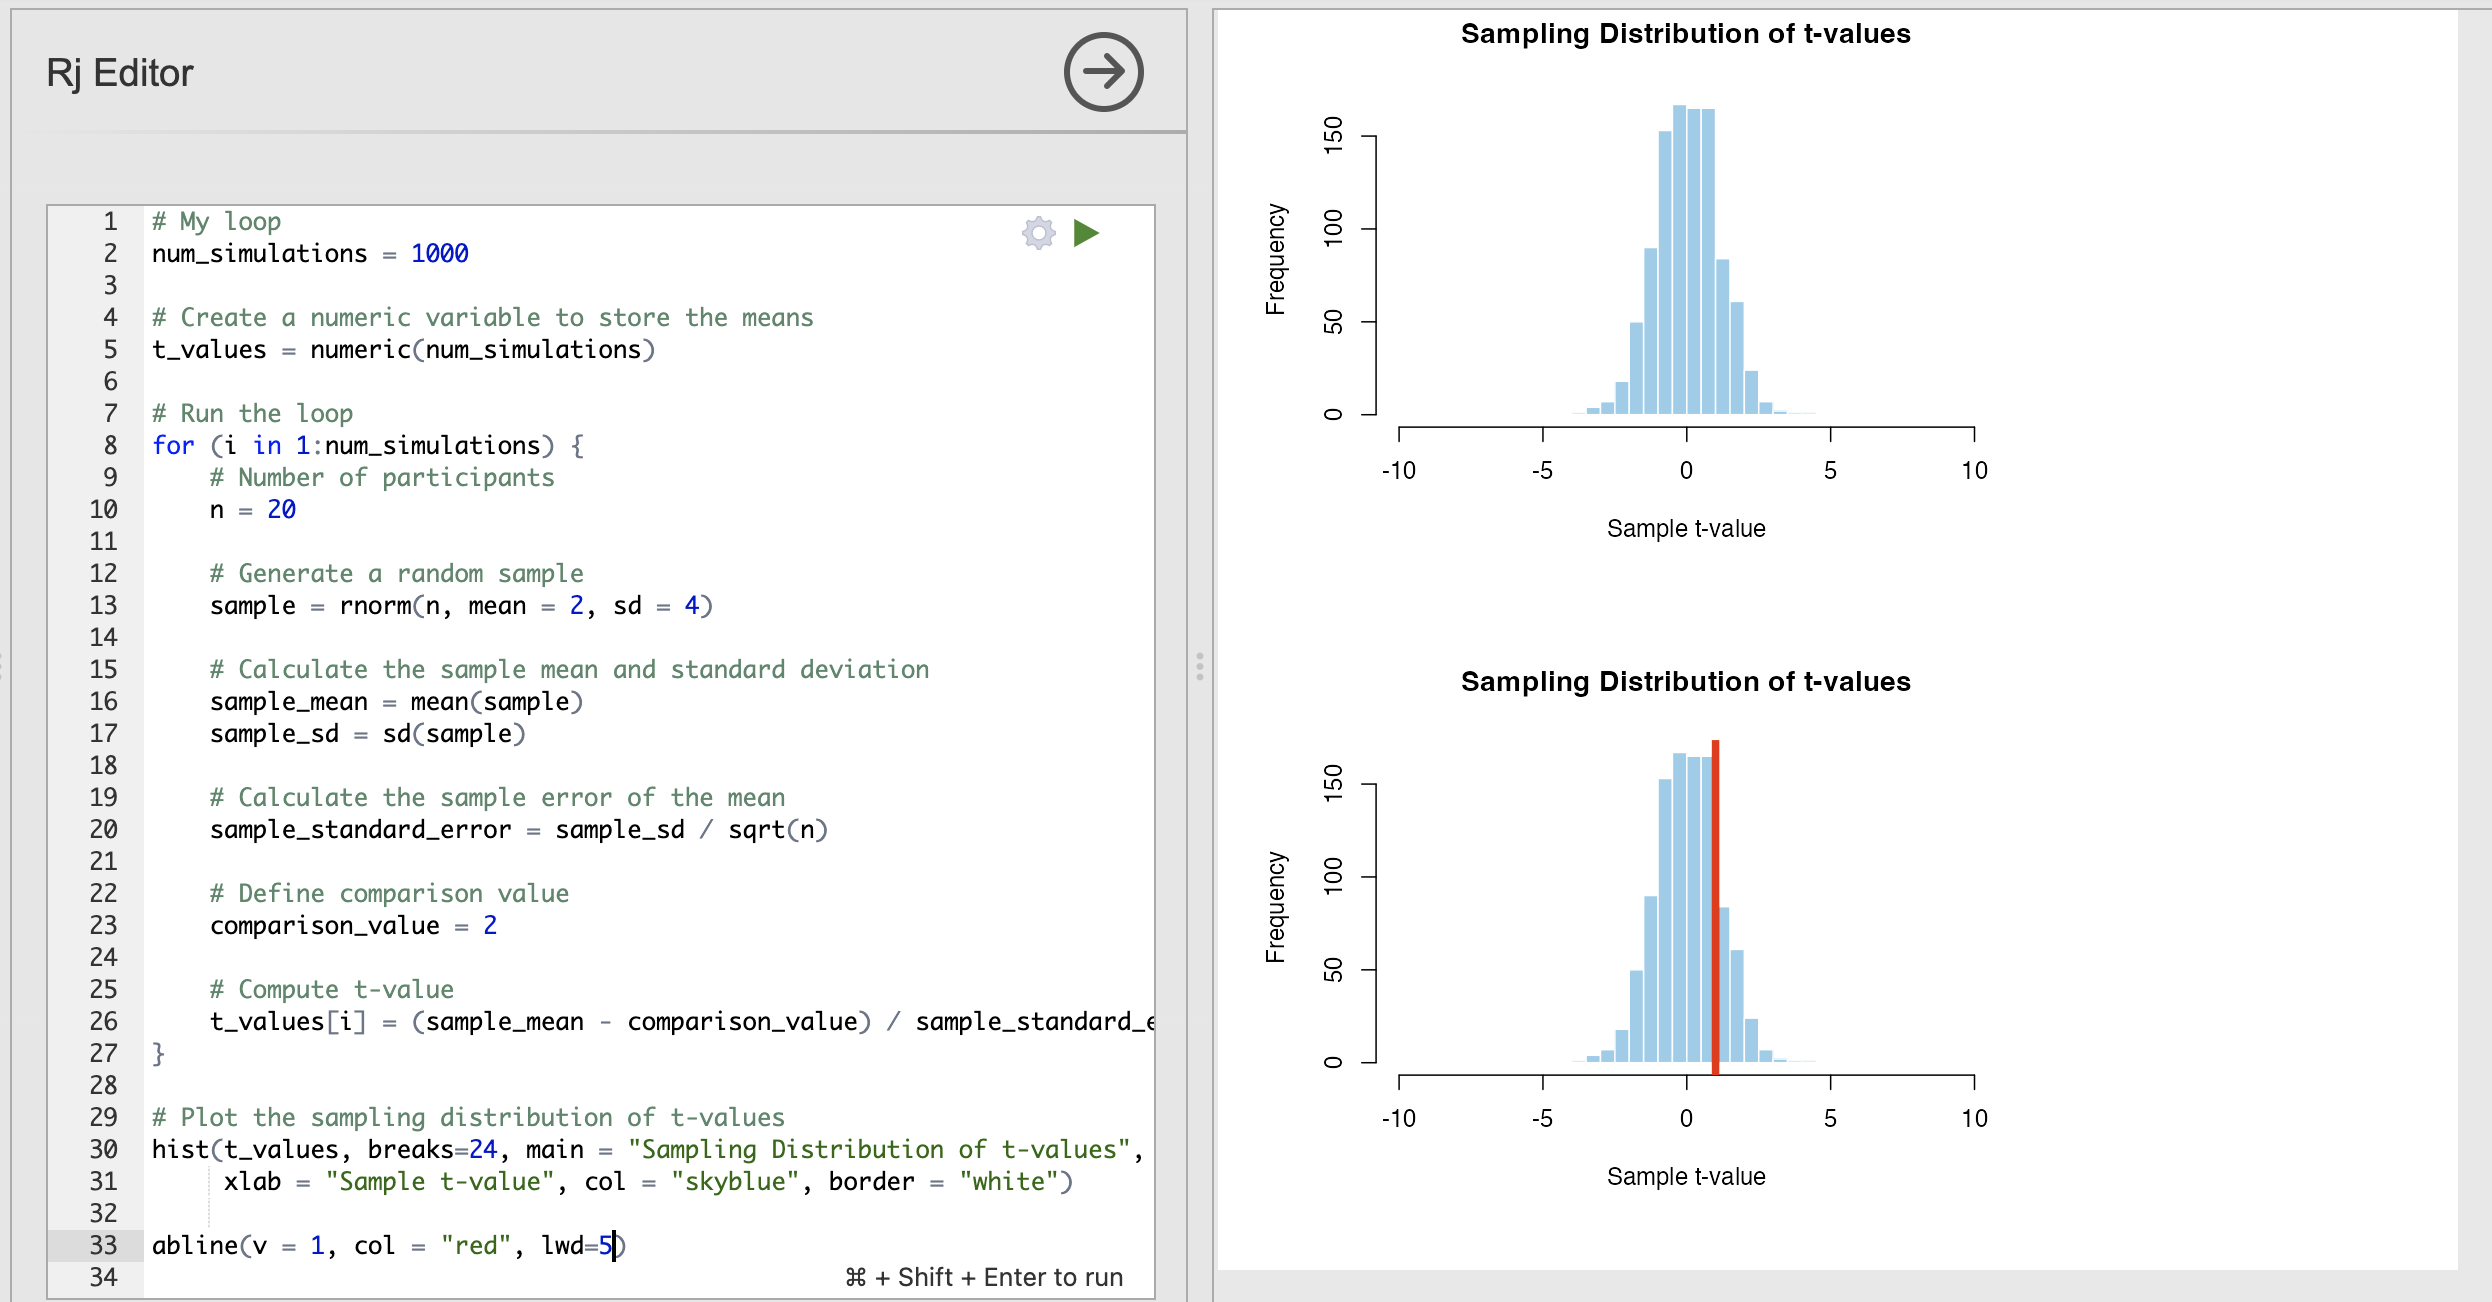 Rj Editor
1 # My loop
2 num_simulations = 1000
3
4 # Create a numeric variable to store the means
5 t_values = numeric(num_simulations)
6
7 # Run the loop
8 for (i in 1:num_simulations) {
9     # Number of participants
10     n = 20
11
12     # Generate a random sample
13     sample = rnorm(n, mean = 2, sd = 4)
14
15     # Calculate the sample mean and standard deviation
16     sample_mean = mean(sample)
17     sample_sd = sd(sample)
18
19     # Calculate the sample error of the mean
20     sample_standard_error = sample_sd / sqrt(n)
21
22     # Define comparison value
23     comparison_value = 2
24
25     # Compute t-value
26     t_values[i] = (sample_mean - comparison_value) / sample_standard_e
27 }
28
29 # Plot the sampling distribution of t-values
30 hist(t_values, breaks=24, main = "Sampling Distribution of t-values",
31      xlab = "Sample t-value", col = "skyblue", border = "white")
32
33 abline(v = 1, col = "red", lwd=5)
34
⌘ + Shift + Enter to run
Sampling Distribution of t-values
Frequency
150
100
50
0
-10 -5 0 5 10
Sample t-value
Sampling Distribution of t-values
Frequency
150
100
50
0
-10 -5 0 5 10
Sample t-value